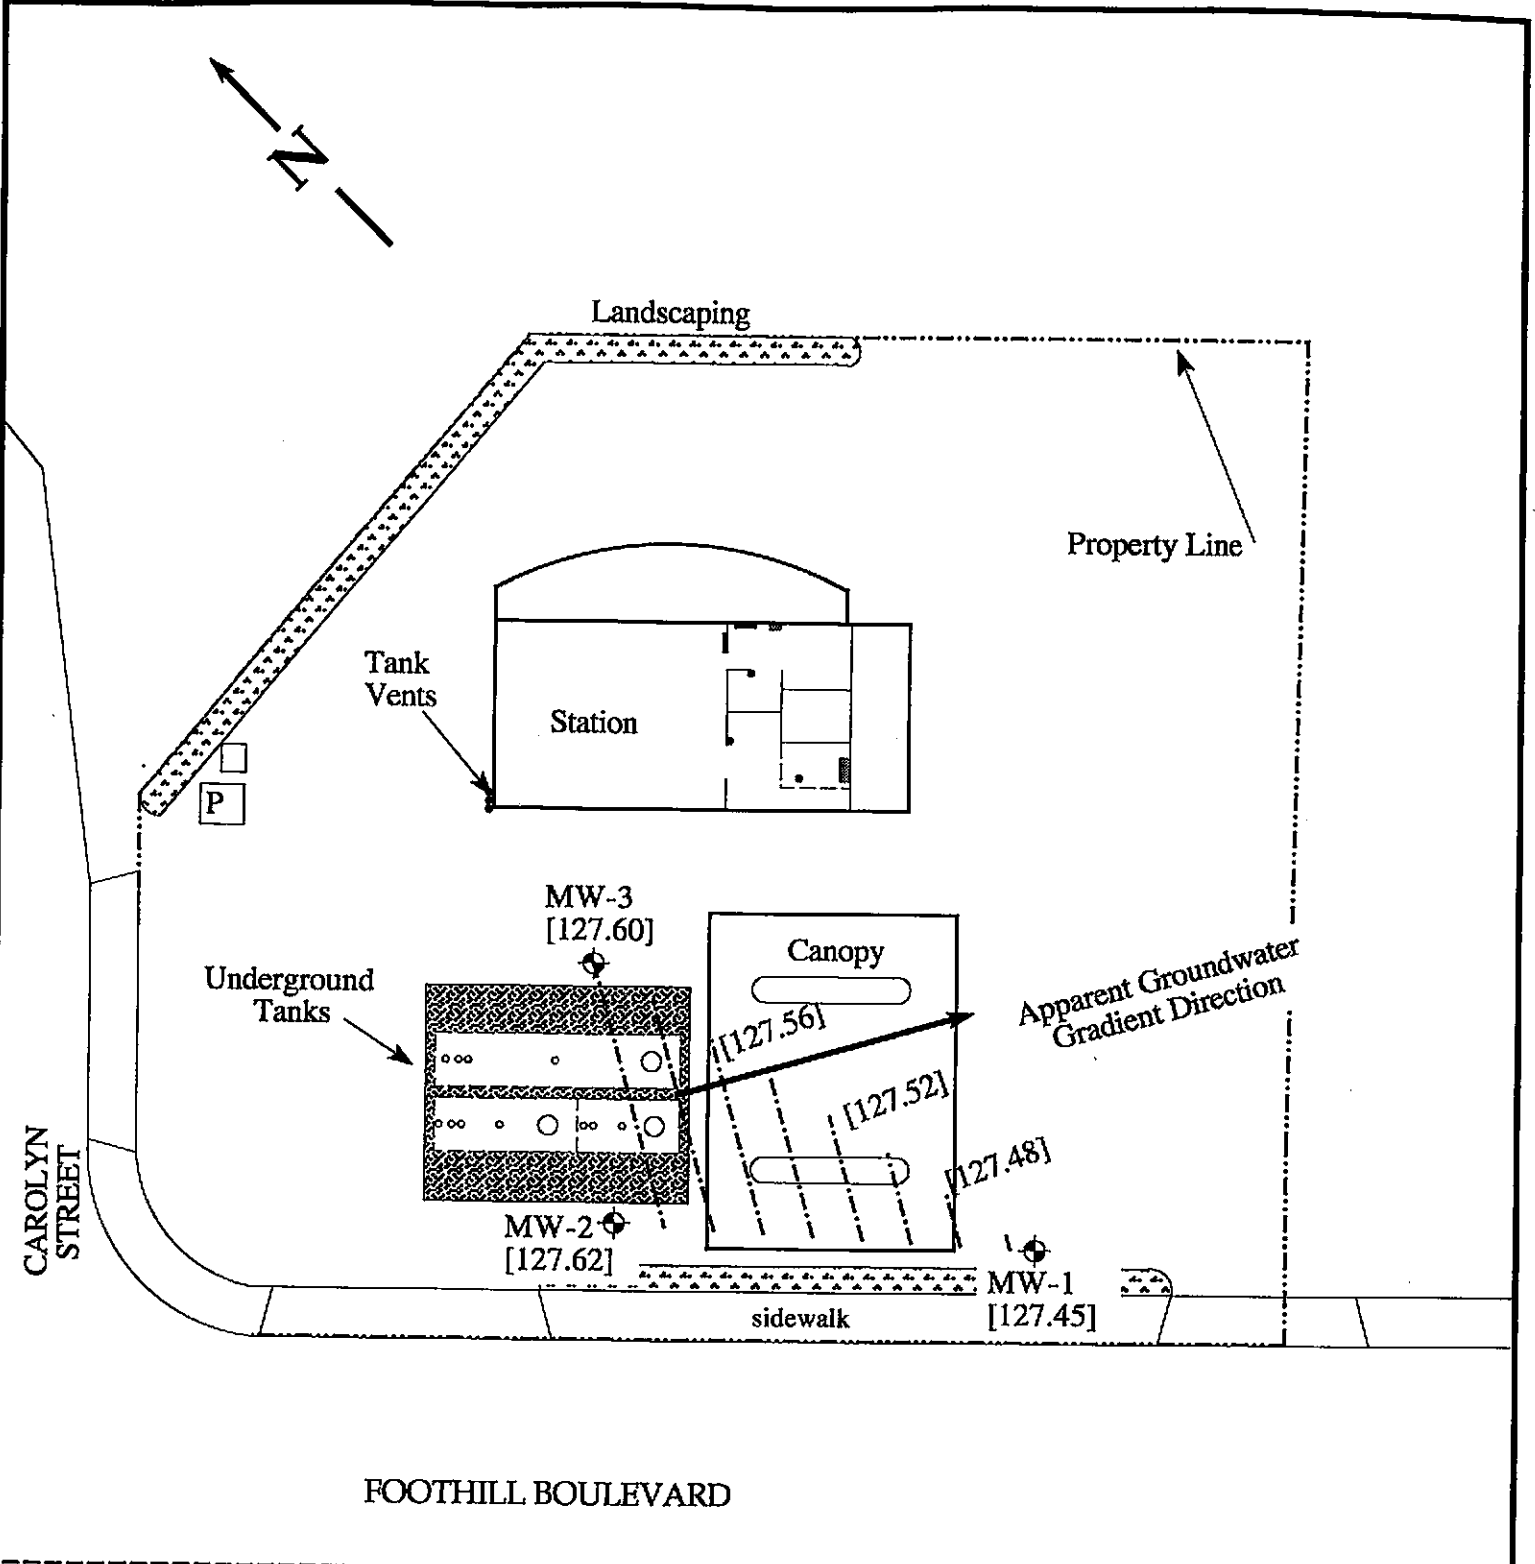 N
Landscaping
Property Line
Tank
Vents
Station
P
MW-3
[127.60]
Canopy
Underground
Tanks
Apparent Groundwater
Gradient Direction
[127.56]
[127.52]
[127.48]
CAROLYN
STREET
MW-2
[127.62]
MW-1
[127.45]
sidewalk
FOOTHILL BOULEVARD